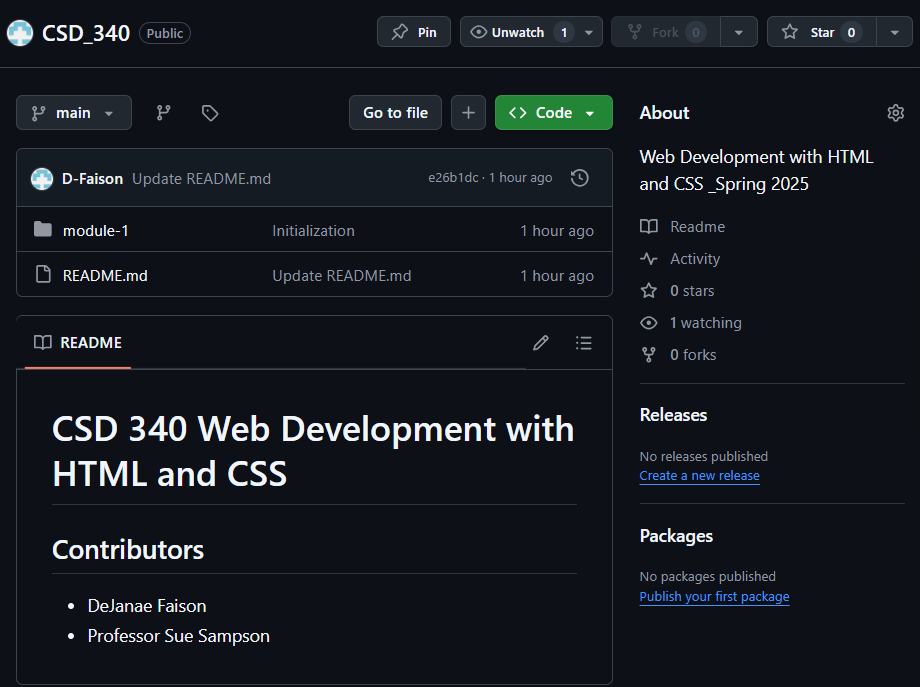 CSD_340 Public Pin Unwatch 1 Fork 0 Star 0
main Go to file + Code
D-Faison Update README.md e26b1dc · 1 hour ago
module-1 Initialization 1 hour ago
README.md Update README.md 1 hour ago
README
CSD 340 Web Development with
HTML and CSS
Contributors
• DeJanae Faison
• Professor Sue Sampson
About
Web Development with HTML
and CSS _Spring 2025
Readme
Activity
0 stars
1 watching
0 forks
Releases
No releases published
Create a new release
Packages
No packages published
Publish your first package